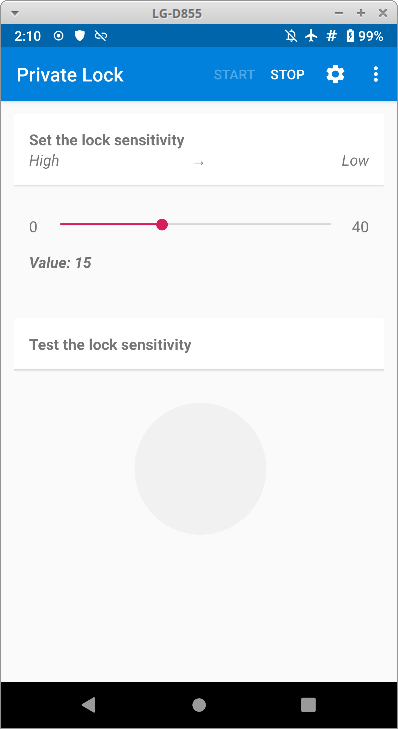 LG-D855
2:10 # 99%
Private Lock START STOP
Set the lock sensitivity
High → Low
0 40
Value: 15
Test the lock sensitivity